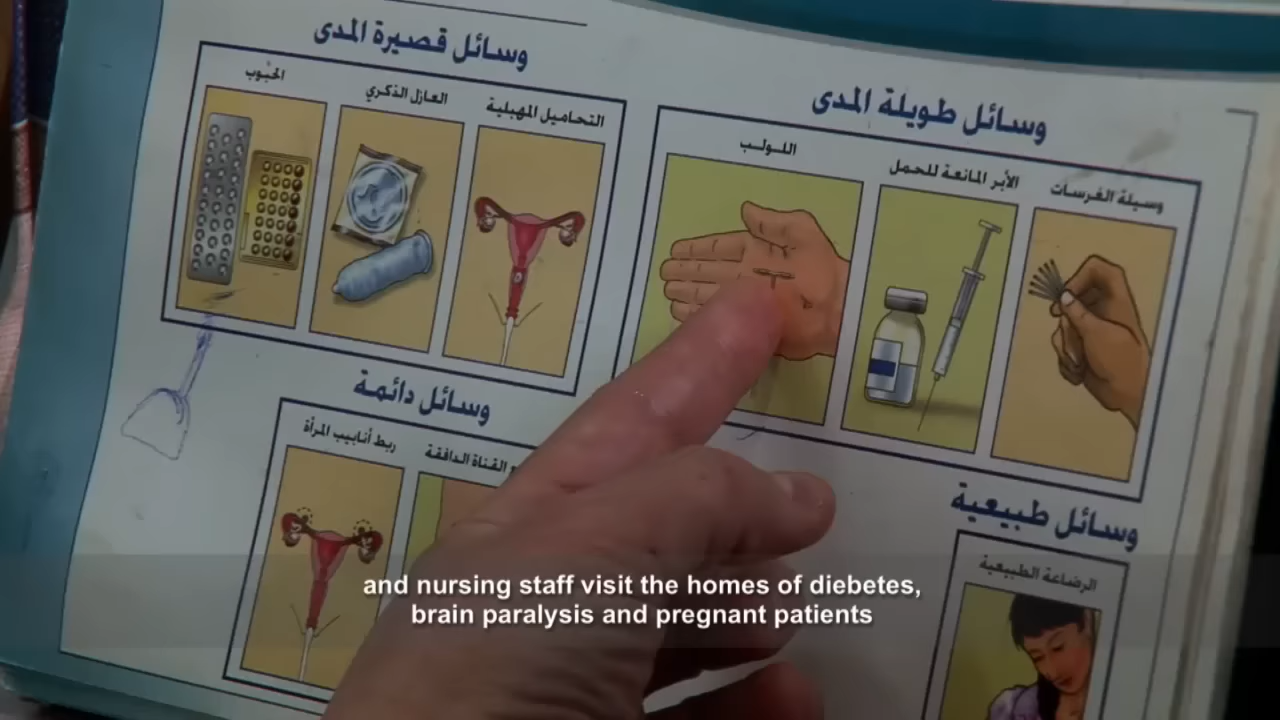 وسائل طويلة المدى
وسيلة الغرسات
الأبر المانعة للحمل
اللولب
وسائل قصيرة المدى
التحاميل المهبلية
العازل الذكري
الحبوب
وسائل طبيعية
الرضاعة الطبيعية
وسائل دائمة
القناة الدافقة
ربط أنابيب المرأة
and nursing staff visit the homes of diebetes,
brain paralysis and pregnant patients